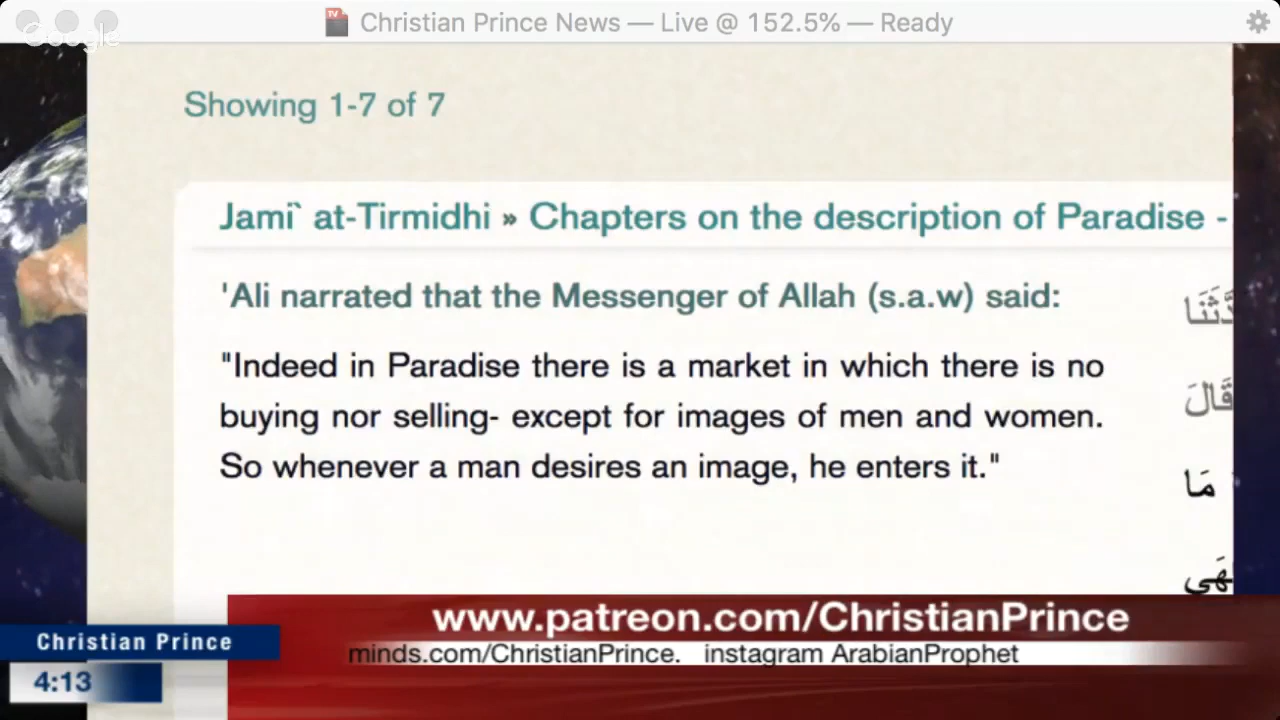 Christian Prince News — Live @ 152.5% — Ready
Google
Showing 1-7 of 7
Jami` at-Tirmidhi » Chapters on the description of Paradise -
'Ali narrated that the Messenger of Allah (s.a.w) said:
"Indeed in Paradise there is a market in which there is no
buying nor selling- except for images of men and women.
So whenever a man desires an image, he enters it."
قَالَ
مَا
www.patreon.com/ChristianPrince
Christian Prince
minds.com/ChristianPrince. instagram ArabianProphet
4:13